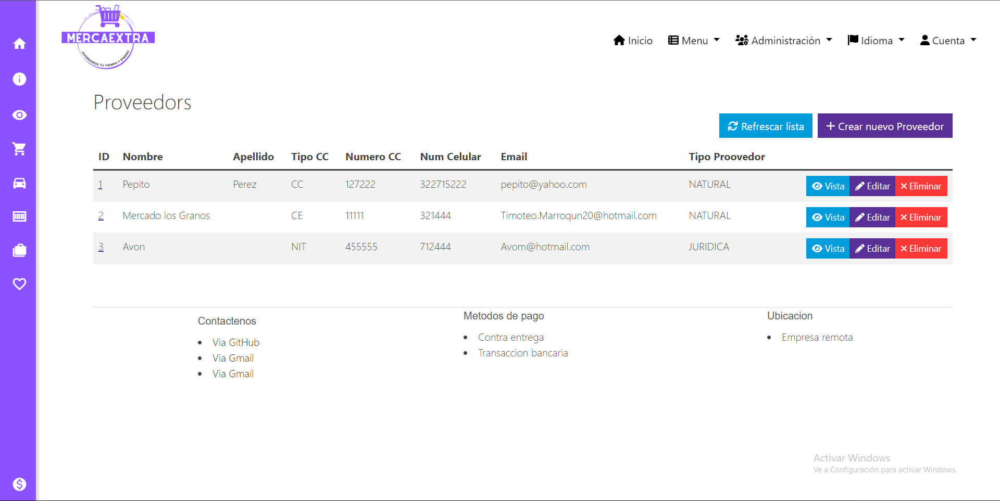 MERCAEXTRA
AHORRAMOS TU TIEMPO Y DINERO
Inicio Menu Administración Idioma Cuenta
Proveedors
Refrescar lista Crear nuevo Proveedor
ID Nombre Apellido Tipo CC Numero CC Num Celular Email Tipo Proovedor
1 Pepito Perez CC 127222 322715222 pepito@yahoo.com NATURAL Vista Editar Eliminar
2 Mercado los Granos CE 11111 321444 Timoteo.Marroqun20@hotmail.com NATURAL Vista Editar Eliminar
3 Avon NIT 455555 712444 Avom@hotmail.com JURIDICA Vista Editar Eliminar
Contactenos
Via GitHub
Via Gmail
Via Gmail
Metodos de pago
Contra entrega
Transaccion bancaria
Ubicacion
Empresa remota
Activar Windows
Ve a Configuración para activar Windows.